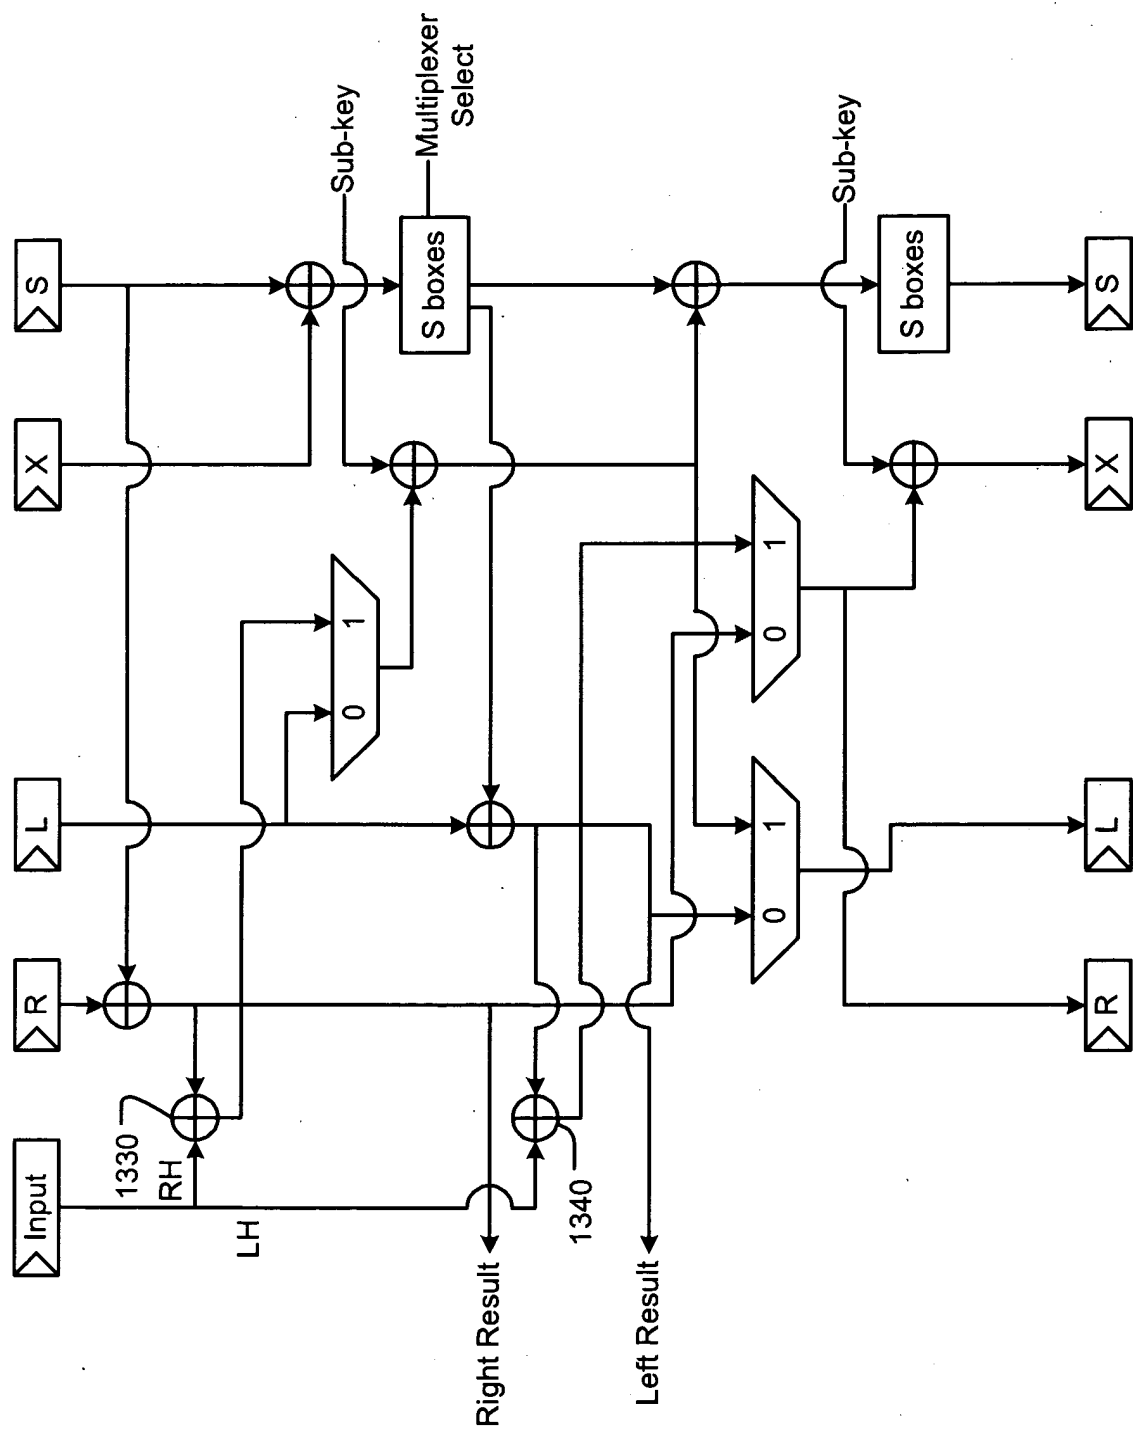 Input
R
L
X
S
1330
RH
LH
Sub-key
Multiplexer
Select
0
1
S boxes
Right Result
1340
Left Result
0
1
0
1
Sub-key
S boxes
R
L
X
S